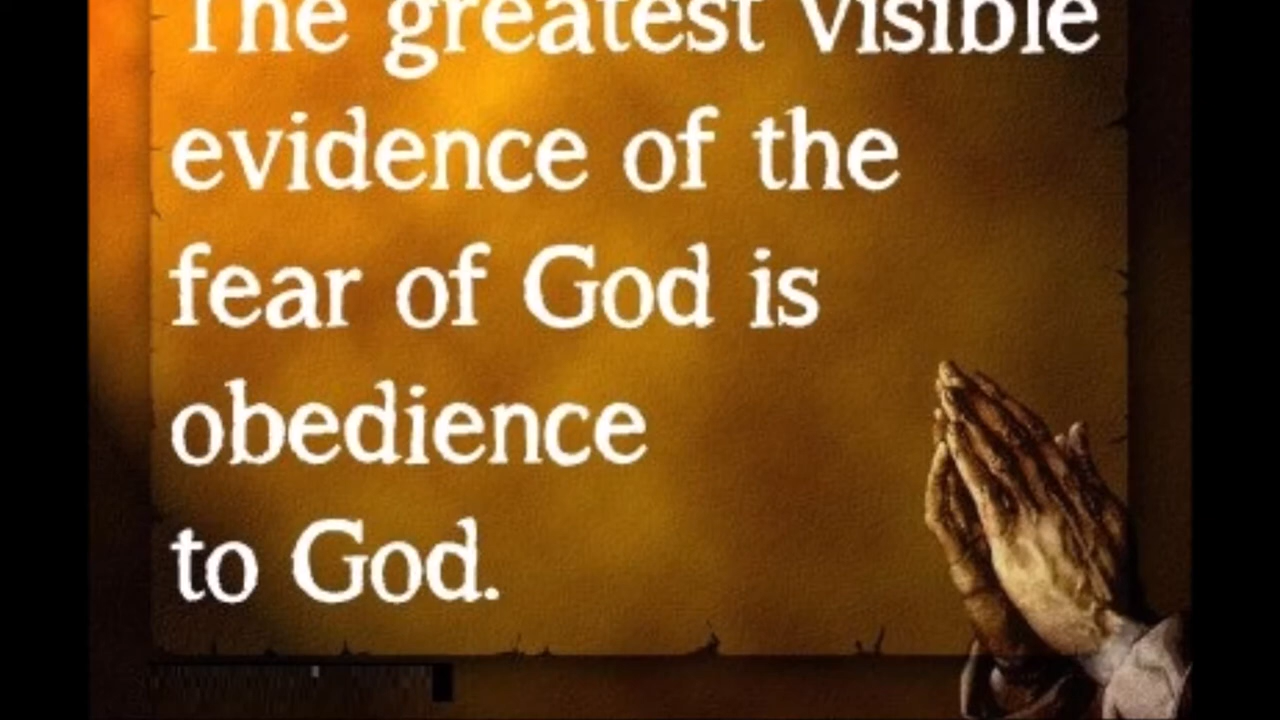 The greatest visible
evidence of the
fear of God is
obedience
to God.